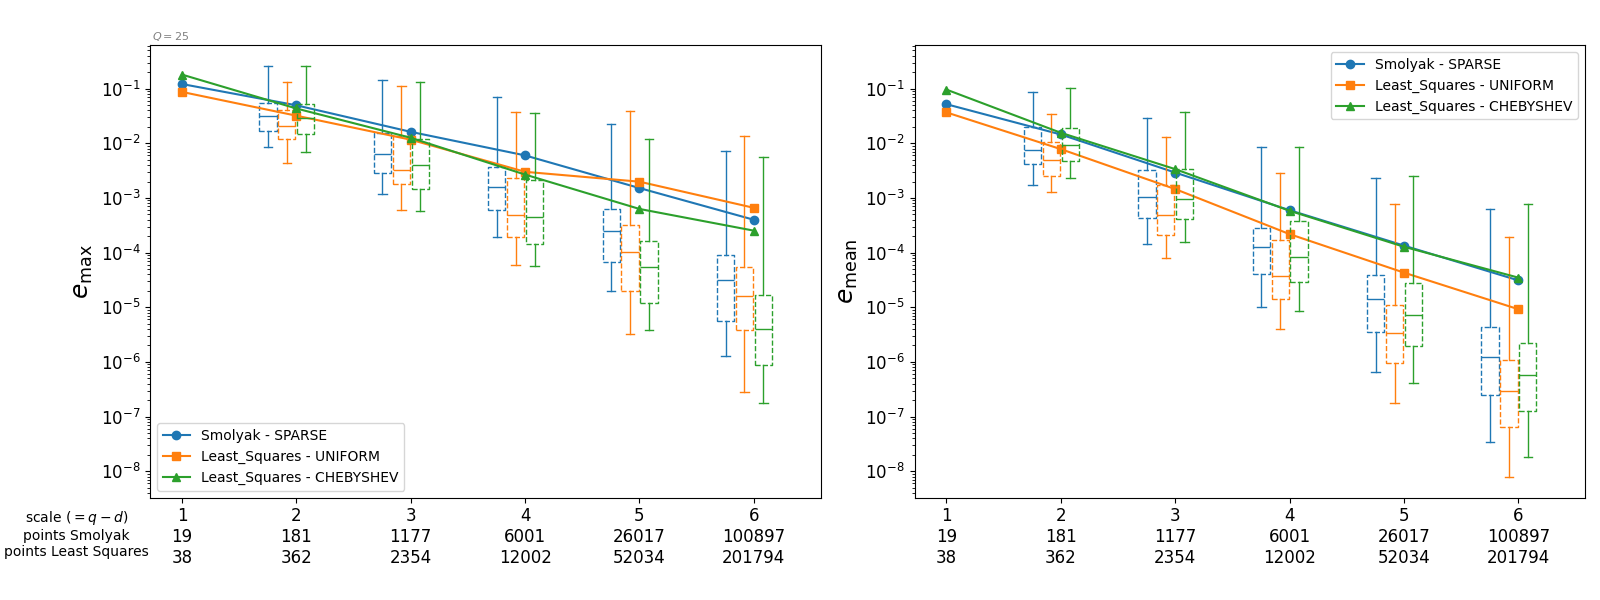 Q = 25
10⁻¹
10⁻²
10⁻³
10⁻⁴
10⁻⁵
10⁻⁶
10⁻⁷
10⁻⁸
e_max
Smolyak - SPARSE
Least_Squares - UNIFORM
Least_Squares - CHEBYSHEV
scale (= q − d) 1 2 3 4 5 6
points Smolyak 19 181 1177 6001 26017 100897
points Least Squares 38 362 2354 12002 52034 201794
10⁻¹
10⁻²
10⁻³
10⁻⁴
10⁻⁵
10⁻⁶
10⁻⁷
10⁻⁸
e_mean
Smolyak - SPARSE
Least_Squares - UNIFORM
Least_Squares - CHEBYSHEV
1 2 3 4 5 6
19 181 1177 6001 26017 100897
38 362 2354 12002 52034 201794